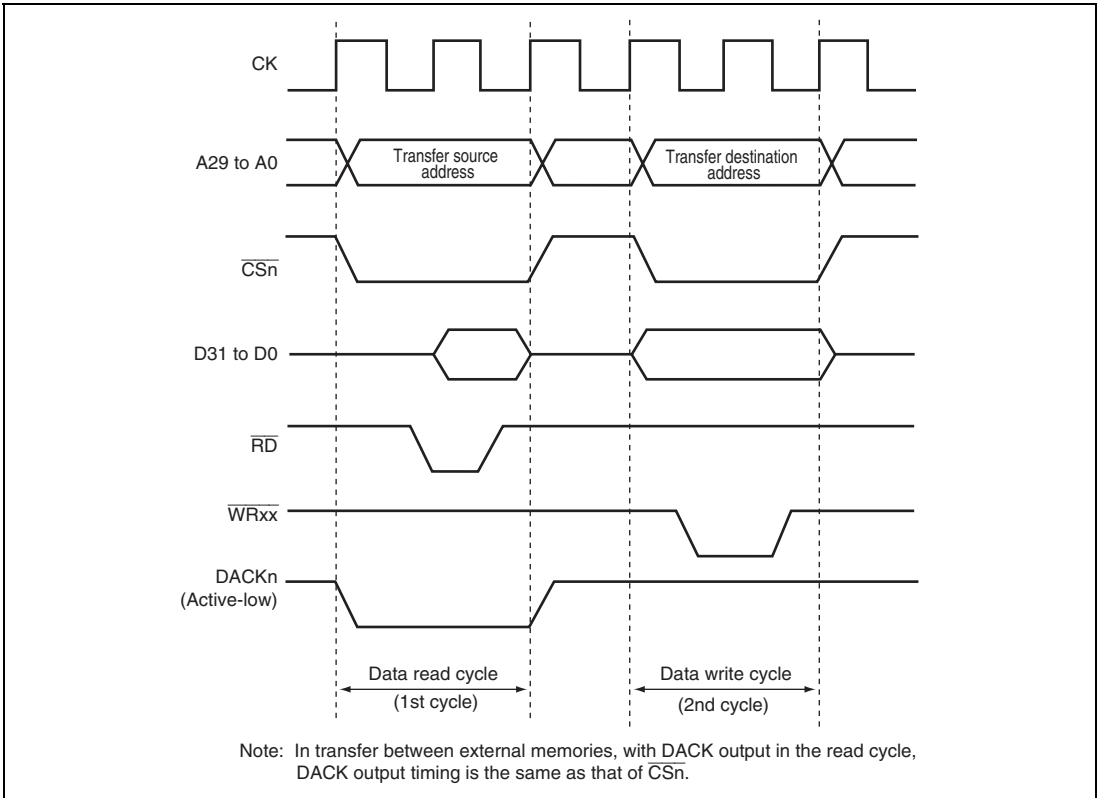 CK
A29 to A0
Transfer source
address
Transfer destination
address
CSn
D31 to D0
RD
WRxx
DACKn
(Active-low)
Data read cycle
(1st cycle)
Data write cycle
(2nd cycle)
Note: In transfer between external memories, with DACK output in the read cycle,
DACK output timing is the same as that of CSn.